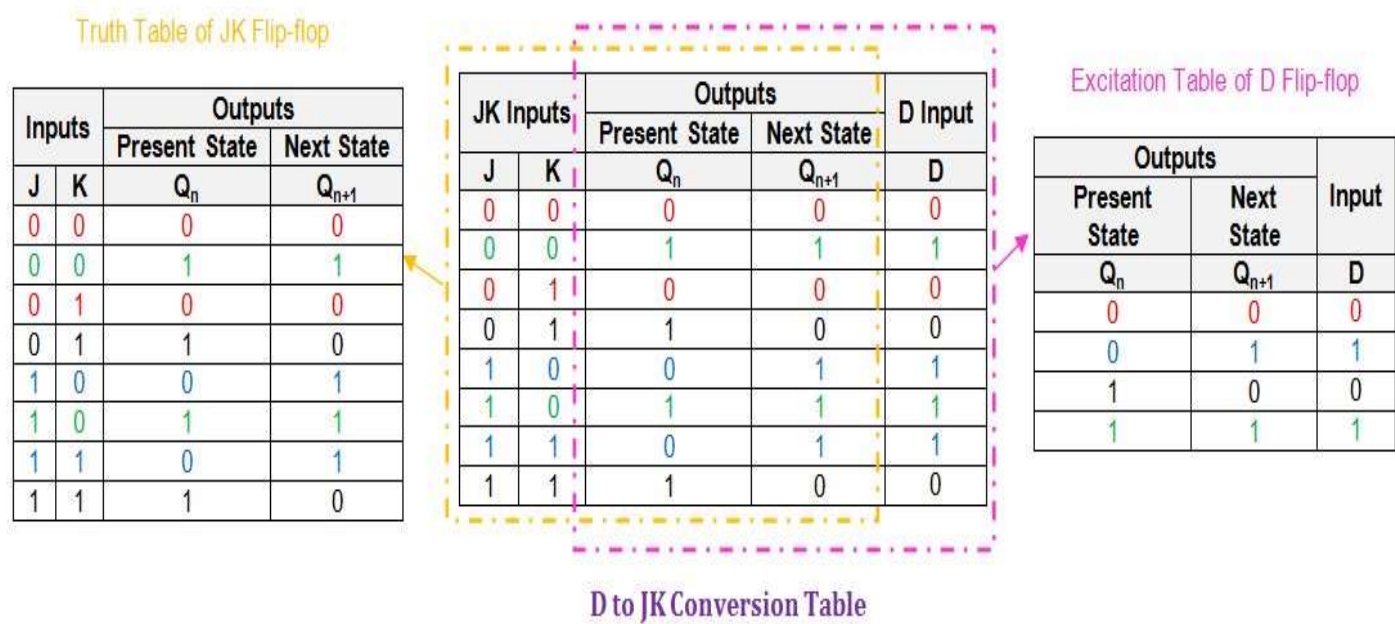 Truth Table of JK Flip-flop
Inputs Outputs
Present State Next State
J K Qn Qn+1
0 0 0 0
0 0 1 1
0 1 0 0
0 1 1 0
1 0 0 1
1 0 1 1
1 1 0 1
1 1 1 0
JK Inputs Outputs D Input
Present State Next State
J K Qn Qn+1 D
0 0 0 0 0
0 0 1 1 1
0 1 0 0 0
0 1 1 0 0
1 0 0 1 1
1 0 1 1 1
1 1 0 1 1
1 1 1 0 0
Excitation Table of D Flip-flop
Outputs Input
Present Next
State State
Qn Qn+1 D
0 0 0
0 1 1
1 0 0
1 1 1
D to JK Conversion Table